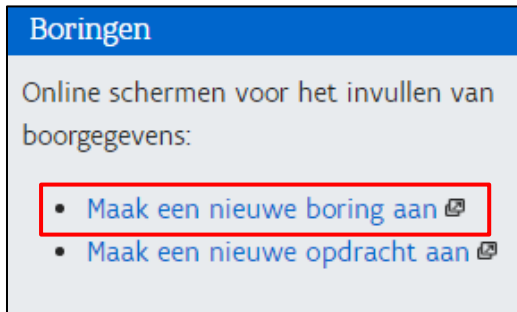 Boringen
Online schermen voor het invullen van
boorgegevens:
• Maak een nieuwe boring aan
• Maak een nieuwe opdracht aan